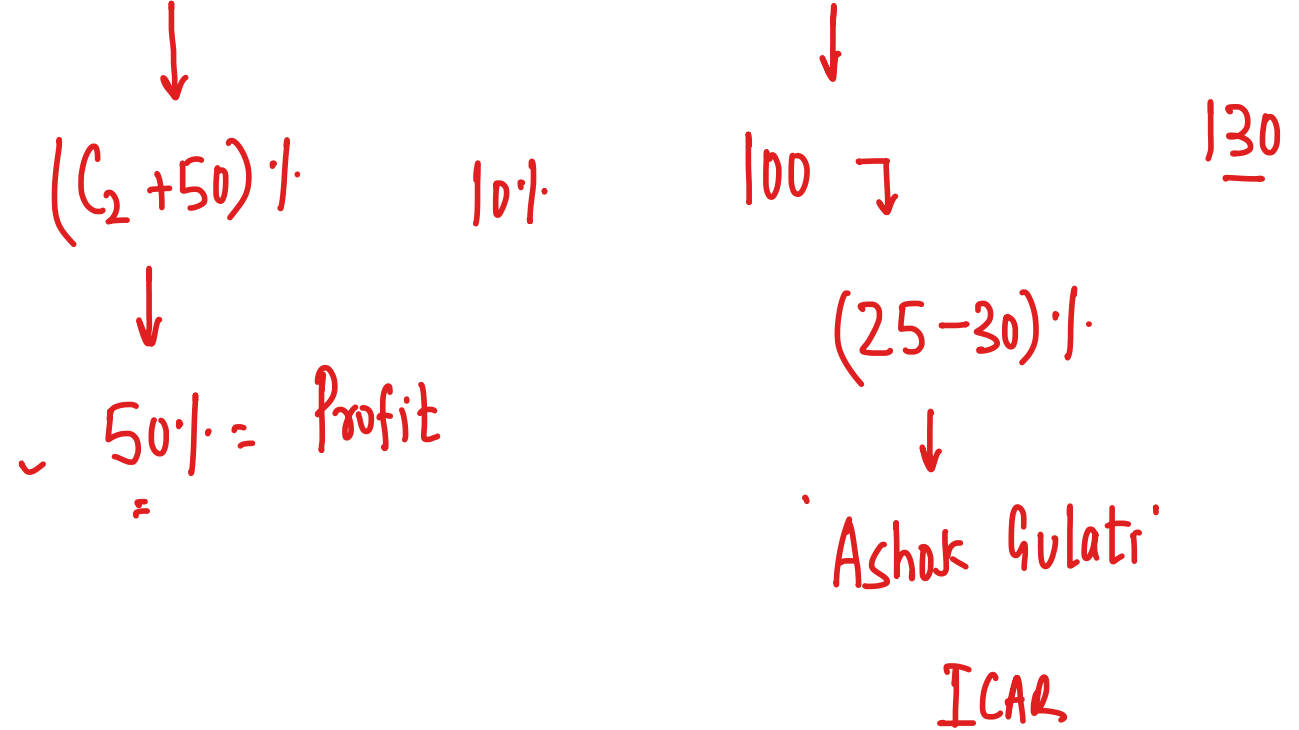 (C₂ +50) %
10%
100
130
(25-30) %
50% = Profit
'Ashok Gulati'
ICAR